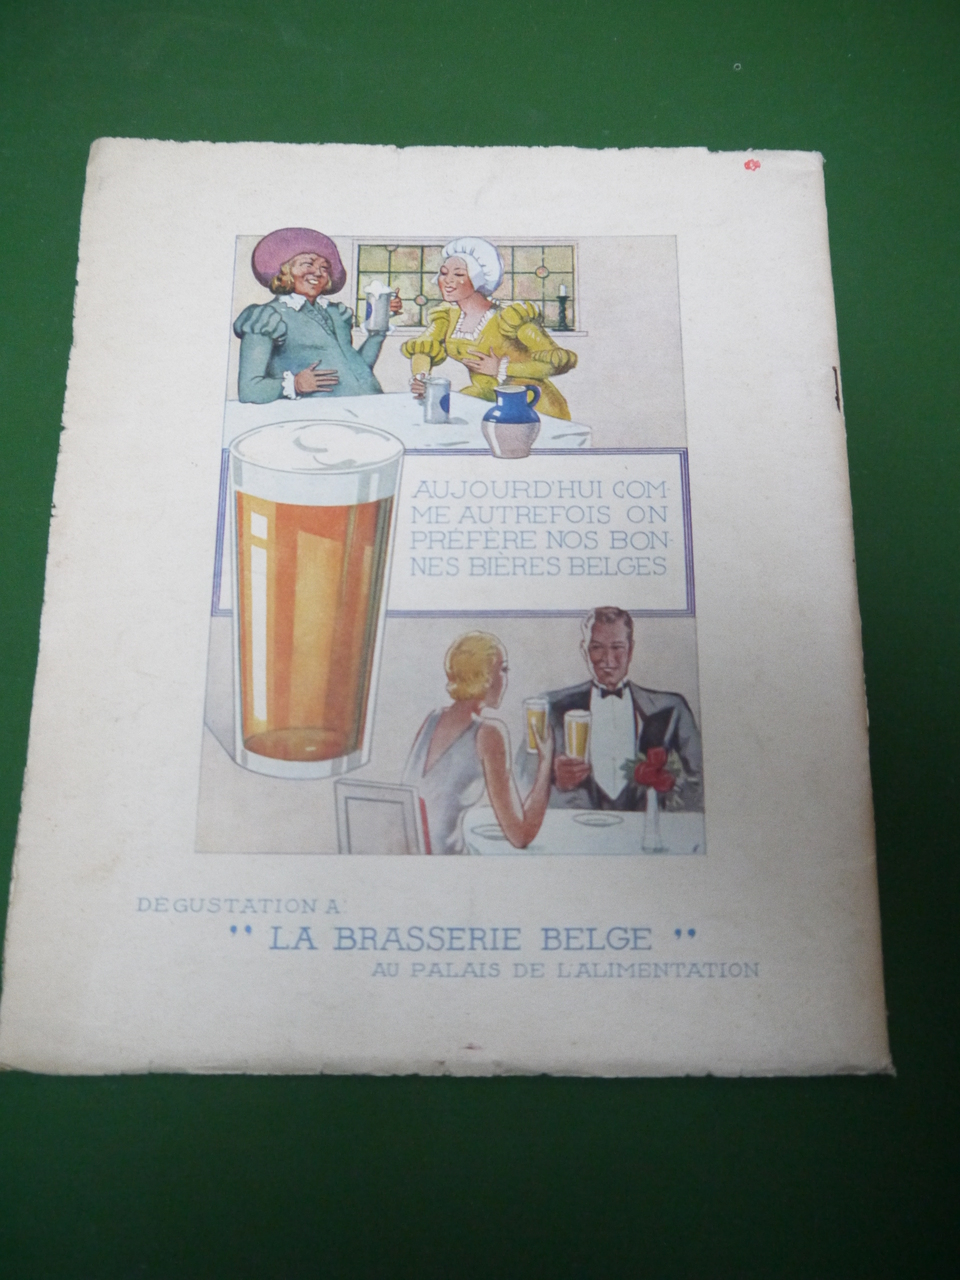 AUJOURD'HUI COM-
ME AUTREFOIS ON
PRÉFÈRE NOS BON-
NES BIÈRES BELGES
DÉGUSTATION A:
" LA BRASSERIE BELGE "
AU PALAIS DE L'ALIMENTATION